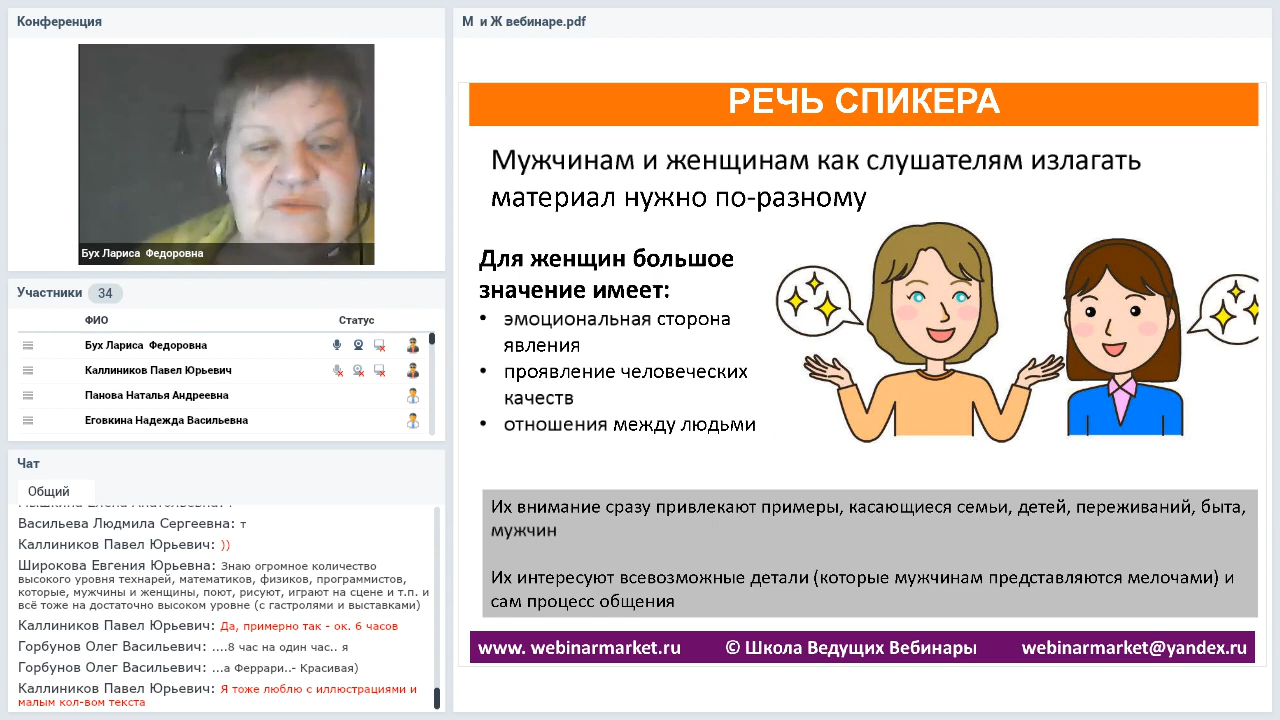 Конференция
Бух Лариса Федоровна
Участники 34
ФИО Статус
Бух Лариса Федоровна
Каллиников Павел Юрьевич
Панова Наталья Андреевна
Еговкина Надежда Васильевна
Чат
Общий
Васильева Людмила Сергеевна: т
Каллиников Павел Юрьевич: ))
Широкова Евгения Юрьевна: Знаю огромное количество
высокого уровня технарей, математиков, физиков, программистов,
которые, мужчины и женщины, поют, рисуют, играют на сцене и т.п. и
всё тоже на достаточно высоком уровне (с гастролями и выставками)
Каллиников Павел Юрьевич: Да, примерно так - ок. 6 часов
Горбунов Олег Васильевич: ....8 час на один час.. я
Горбунов Олег Васильевич: ...а Феррари..- Красивая)
Каллиников Павел Юрьевич: Я тоже люблю с иллюстрациями и
малым кол-вом текста
М и Ж вебинаре.pdf
РЕЧЬ СПИКЕРА
Мужчинам и женщинам как слушателям излагать
материал нужно по-разному
Для женщин большое
значение имеет:
• эмоциональная сторона
явления
• проявление человеческих
качеств
• отношения между людьми
Их внимание сразу привлекают примеры, касающиеся семьи, детей, переживаний, быта,
мужчин
Их интересуют всевозможные детали (которые мужчинам представляются мелочами) и
сам процесс общения
www. webinarmarket.ru © Школа Ведущих Вебинары webinarmarket@yandex.ru